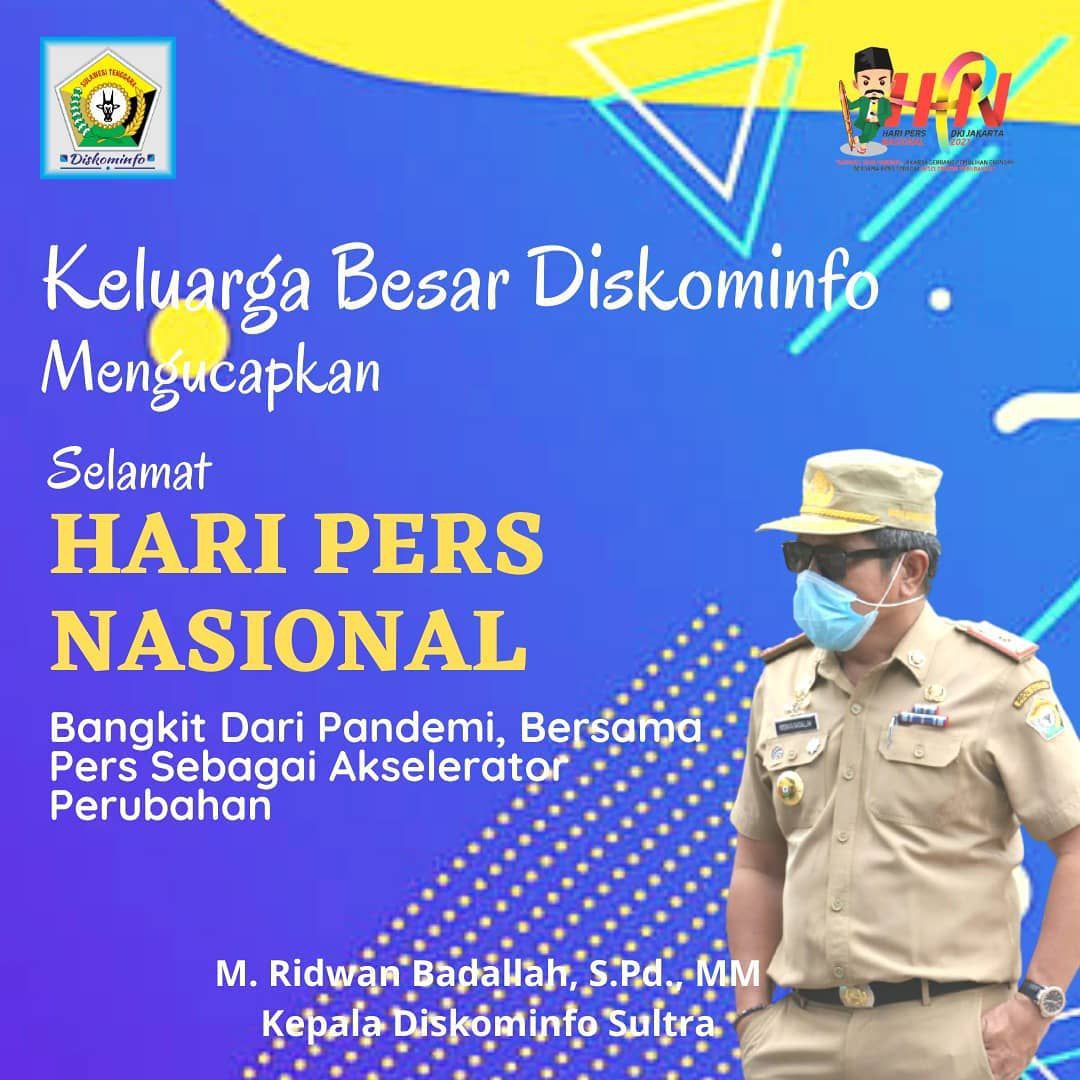 SULAWESI TENGGARA
Diskominfo
HPN
HARI PERS
NASIONAL
DKI JAKARTA
2021
Keluarga Besar Diskominfo
Mengucapkan
Selamat
HARI PERS
NASIONAL
Bangkit Dari Pandemi, Bersama
Pers Sebagai Akselerator
Perubahan
M. Ridwan Badallah, S.Pd., MM
Kepala Diskominfo Sultra